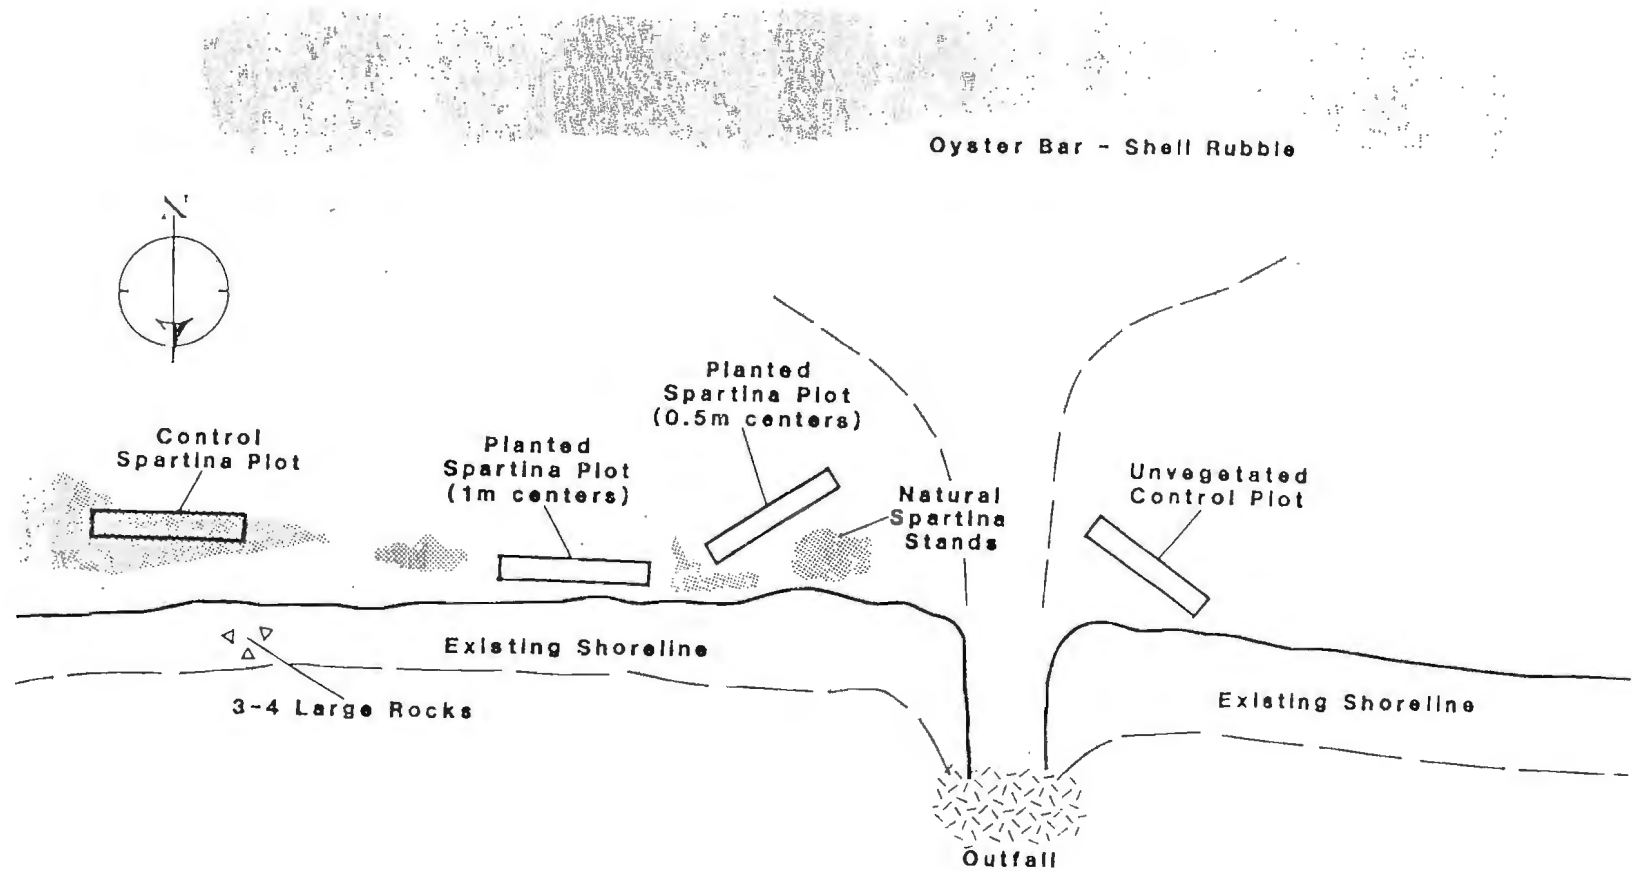 Oyster Bar - Shell Rubble
N
Planted
Spartina Plot
(0.5m centers)
Control
Spartina Plot
Planted
Spartina Plot
(1m centers)
Natural
Spartina
Stands
Unvegetated
Control Plot
Existing Shoreline
3-4 Large Rocks
Existing Shoreline
Outfall